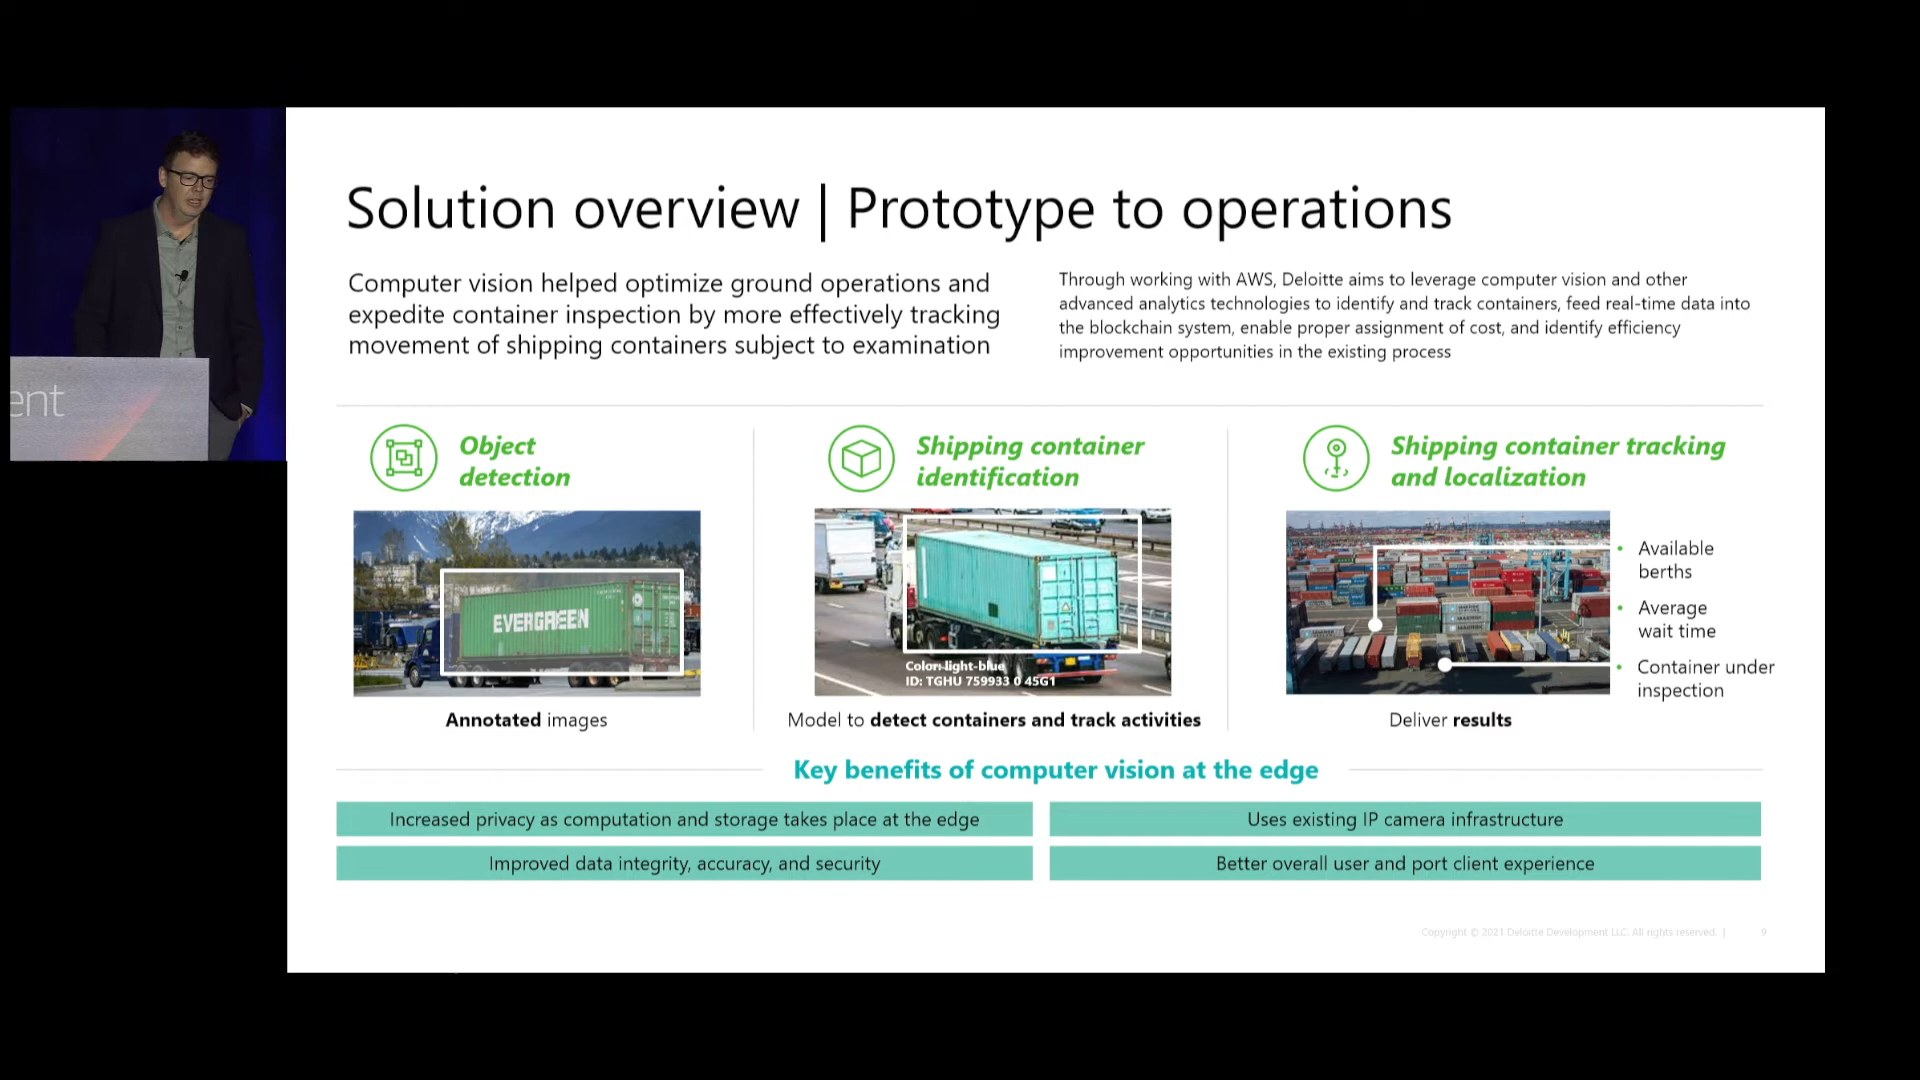 ent
Solution overview | Prototype to operations
Computer vision helped optimize ground operations and
expedite container inspection by more effectively tracking
movement of shipping containers subject to examination
Through working with AWS, Deloitte aims to leverage computer vision and other
advanced analytics technologies to identify and track containers, feed real-time data into
the blockchain system, enable proper assignment of cost, and identify efficiency
improvement opportunities in the existing process
Object
detection
EVERGREEN
Annotated images
Shipping container
identification
Color: light-blue
ID: TGHU 759933 0 45G1
Model to detect containers and track activities
Shipping container tracking
and localization
• Available
berths
• Average
wait time
• Container under
inspection
Deliver results
Key benefits of computer vision at the edge
Increased privacy as computation and storage takes place at the edge
Uses existing IP camera infrastructure
Improved data integrity, accuracy, and security
Better overall user and port client experience
Copyright © 2021 Deloitte Development LLC. All rights reserved. | 9